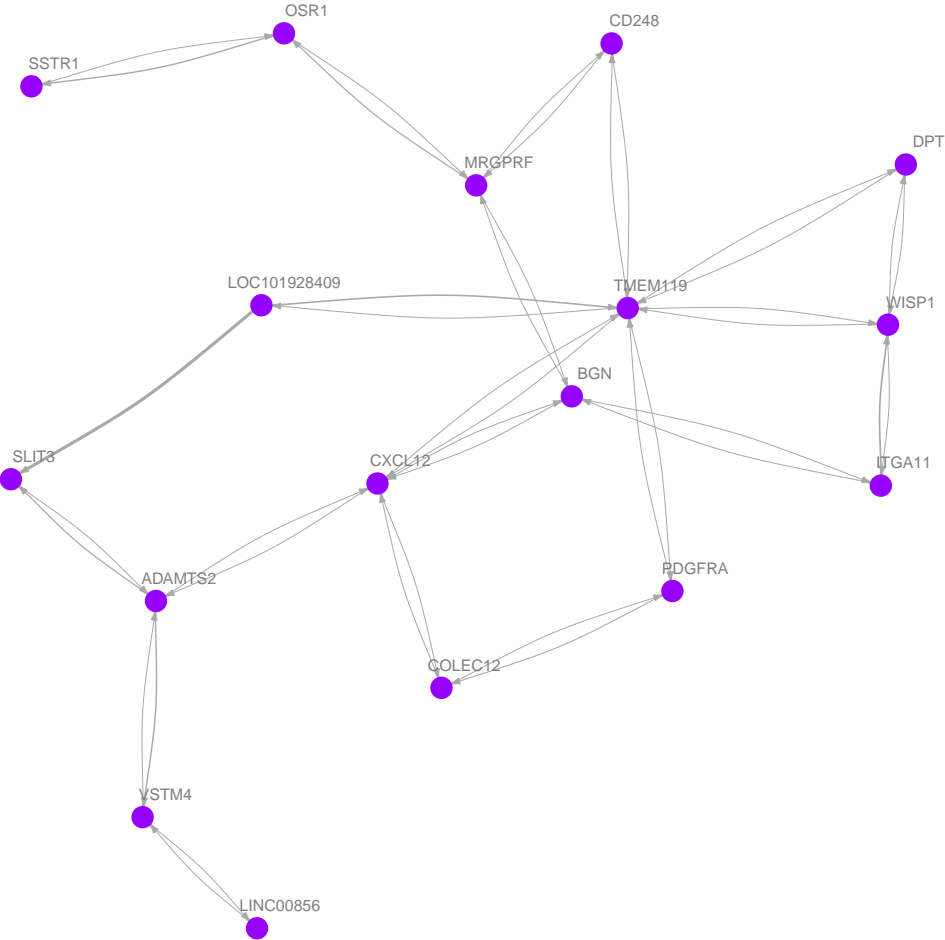 OSR1
CD248
SSTR1
DPT
MRGPRF
LOC101928409
TMEM119
WISP1
BGN
SLIT3
CXCL12
ITGA11
ADAMTS2
PDGFRA
COLEC12
VSTM4
LINC00856